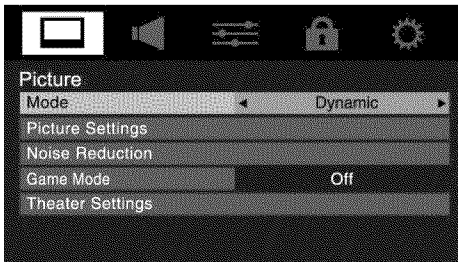 Picture
Mode Dynamic
Picture Settings
Noise Reduction
Game Mode Off
Theater Settings